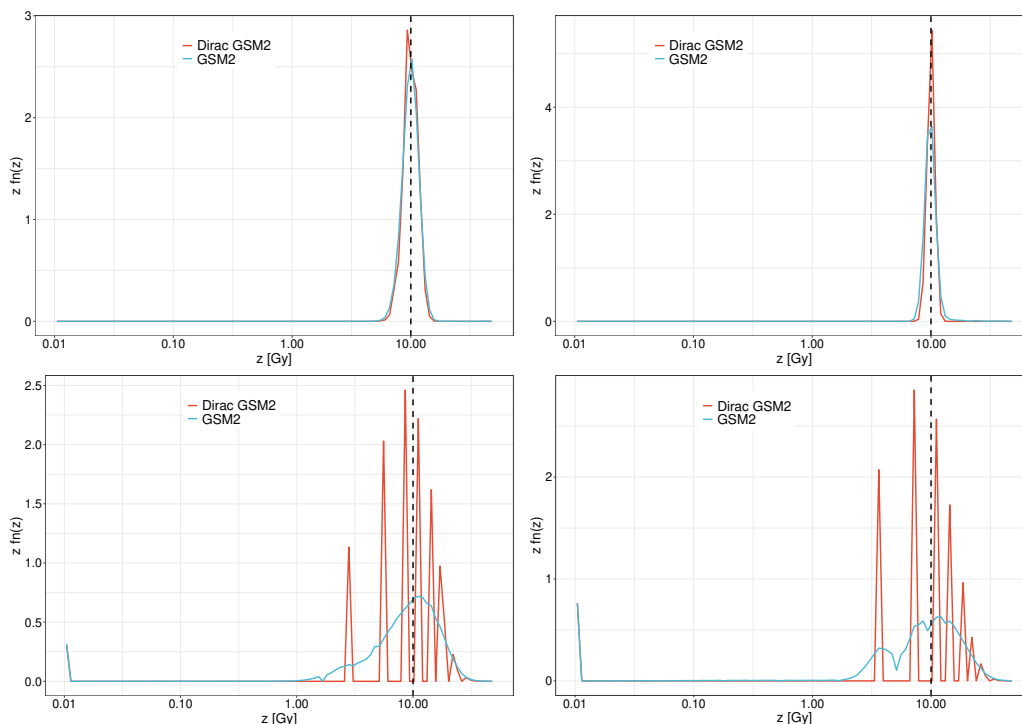 3
2
1
0
z fn(z)
Dirac GSM2
GSM2
0.01 0.10 1.00 10.00
z [Gy]
4
2
0
z fn(z)
Dirac GSM2
GSM2
0.01 0.10 1.00 10.00
z [Gy]
2.5
2.0
1.5
1.0
0.5
0.0
z fn(z)
Dirac GSM2
GSM2
0.01 0.10 1.00 10.00
z [Gy]
2
1
0
z fn(z)
Dirac GSM2
GSM2
0.01 0.10 1.00 10.00
z [Gy]